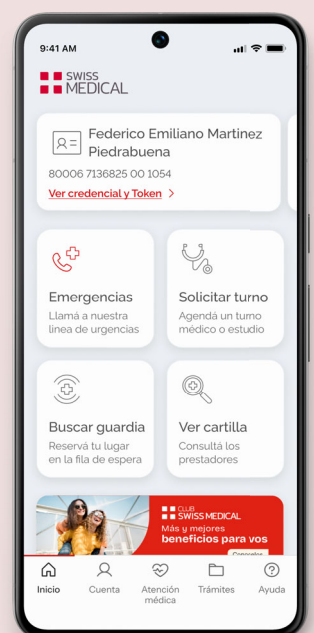 9:41 AM
SWISS
MEDICAL
Federico Emiliano Martinez
Piedrabuena
80006 7136825 00 1054
Ver credencial y Token >
Emergencias
Llamá a nuestra
linea de urgencias
Solicitar turno
Agendá un turno
médico o estudio
Buscar guardia
Reservá tu lugar
en la fila de espera
Ver cartilla
Consultá los
prestadores
CLUB
SWISS MEDICAL
Más y mejores
beneficios para vos
Inicio
Cuenta
Atención
médica
Trámites
Ayuda